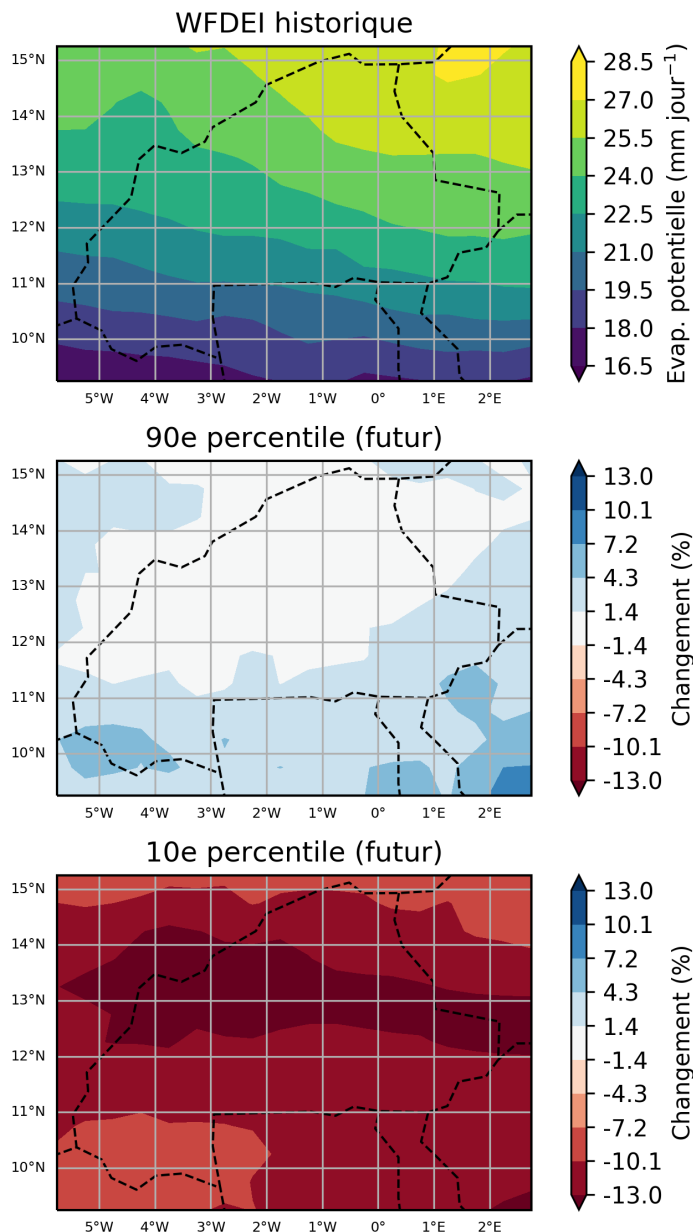 WFDEI historique
15°N
14°N
13°N
12°N
11°N
10°N
5°W 4°W 3°W 2°W 1°W 0° 1°E 2°E
28.5
27.0
25.5
24.0
22.5
21.0
19.5
18.0
16.5
Evap. potentielle (mm jour⁻¹)
90e percentile (futur)
15°N
14°N
13°N
12°N
11°N
10°N
5°W 4°W 3°W 2°W 1°W 0° 1°E 2°E
13.0
10.1
7.2
4.3
1.4
-1.4
-4.3
-7.2
-10.1
-13.0
Changement (%)
10e percentile (futur)
15°N
14°N
13°N
12°N
11°N
10°N
5°W 4°W 3°W 2°W 1°W 0° 1°E 2°E
13.0
10.1
7.2
4.3
1.4
-1.4
-4.3
-7.2
-10.1
-13.0
Changement (%)